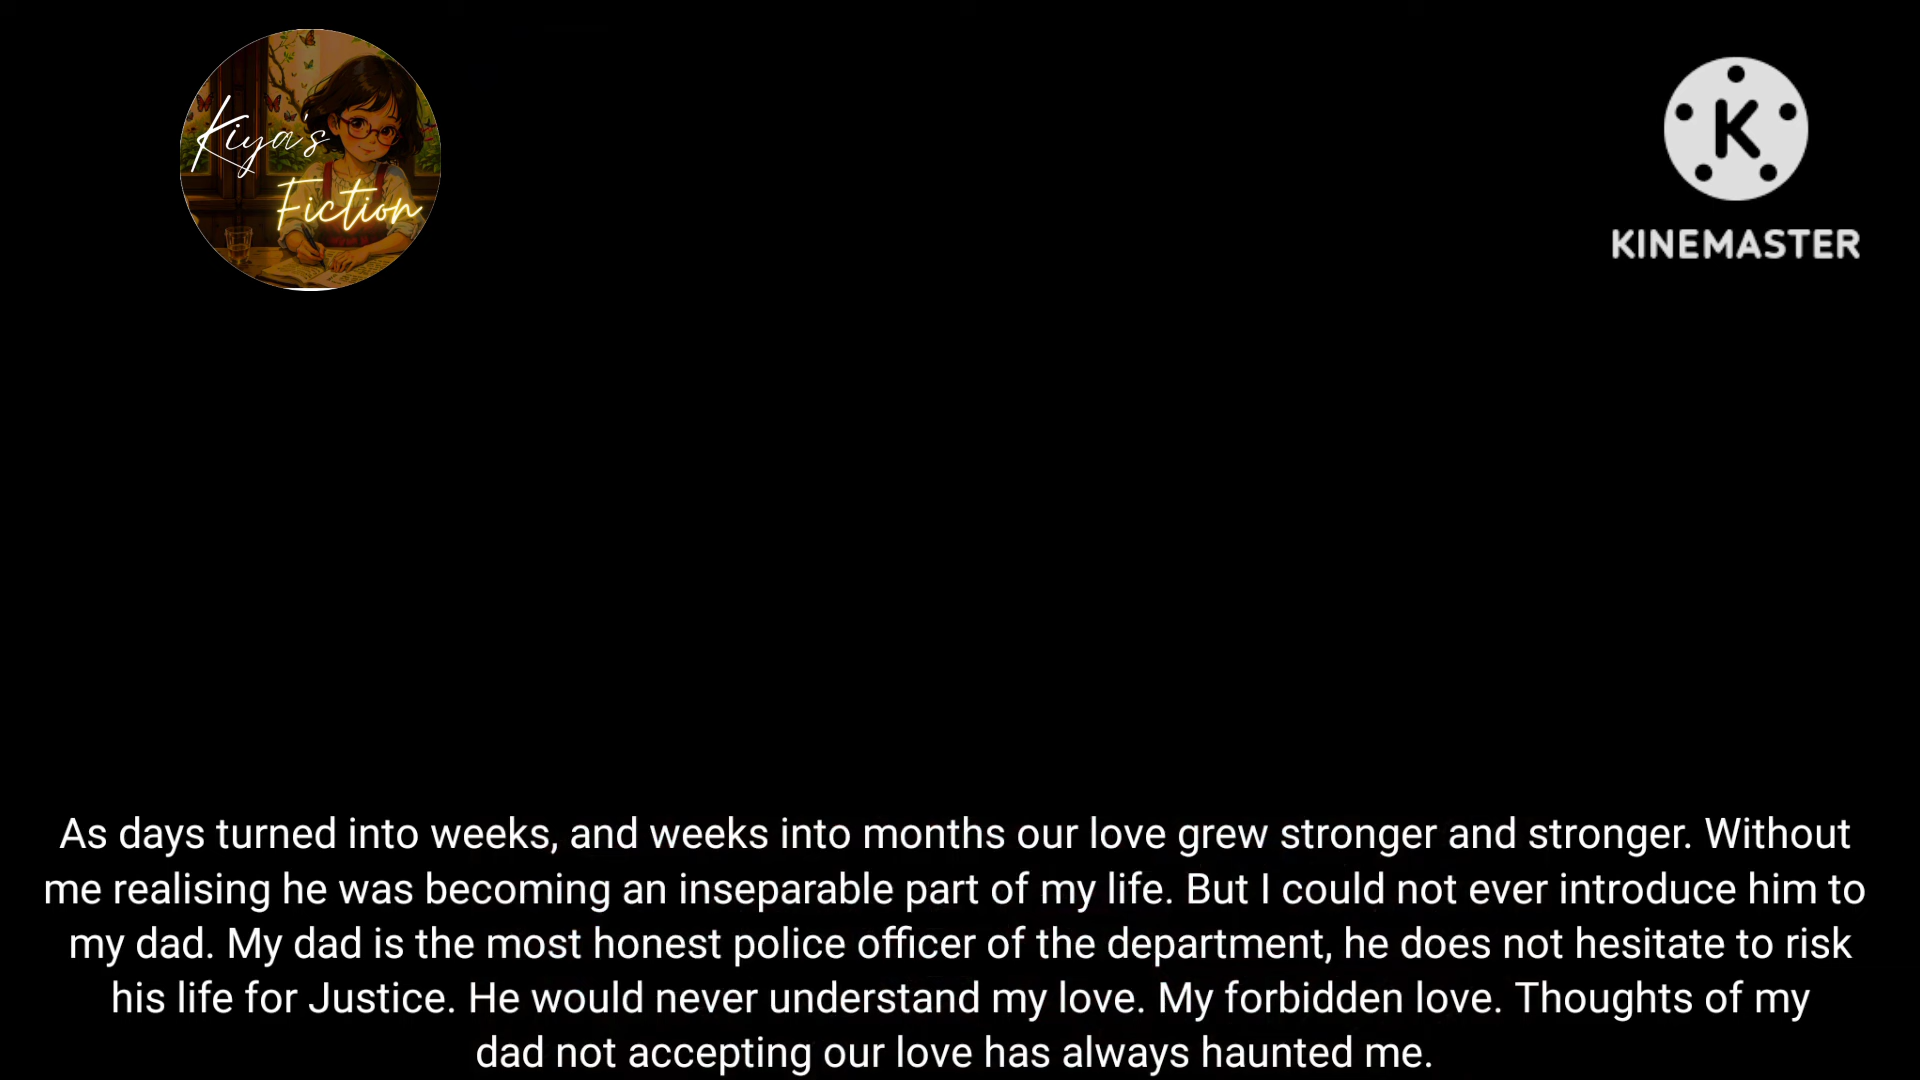 Kiya's
Fiction
K
KINEMASTER
As days turned into weeks, and weeks into months our love grew stronger and stronger. Without
me realising he was becoming an inseparable part of my life. But I could not ever introduce him to
my dad. My dad is the most honest police officer of the department, he does not hesitate to risk
his life for Justice. He would never understand my love. My forbidden love. Thoughts of my
dad not accepting our love has always haunted me.